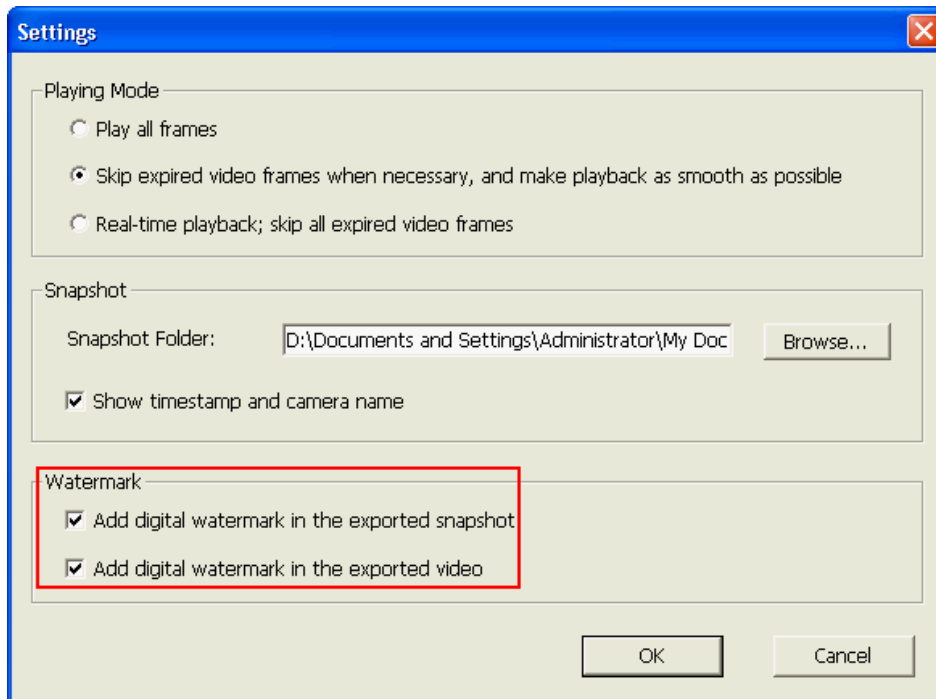 Settings
Playing Mode
Play all frames
Skip expired video frames when necessary, and make playback as smooth as possible
Real-time playback; skip all expired video frames
Snapshot
Snapshot Folder: D:\Documents and Settings\Administrator\My Doc Browse...
Show timestamp and camera name
Watermark
Add digital watermark in the exported snapshot
Add digital watermark in the exported video
OK Cancel